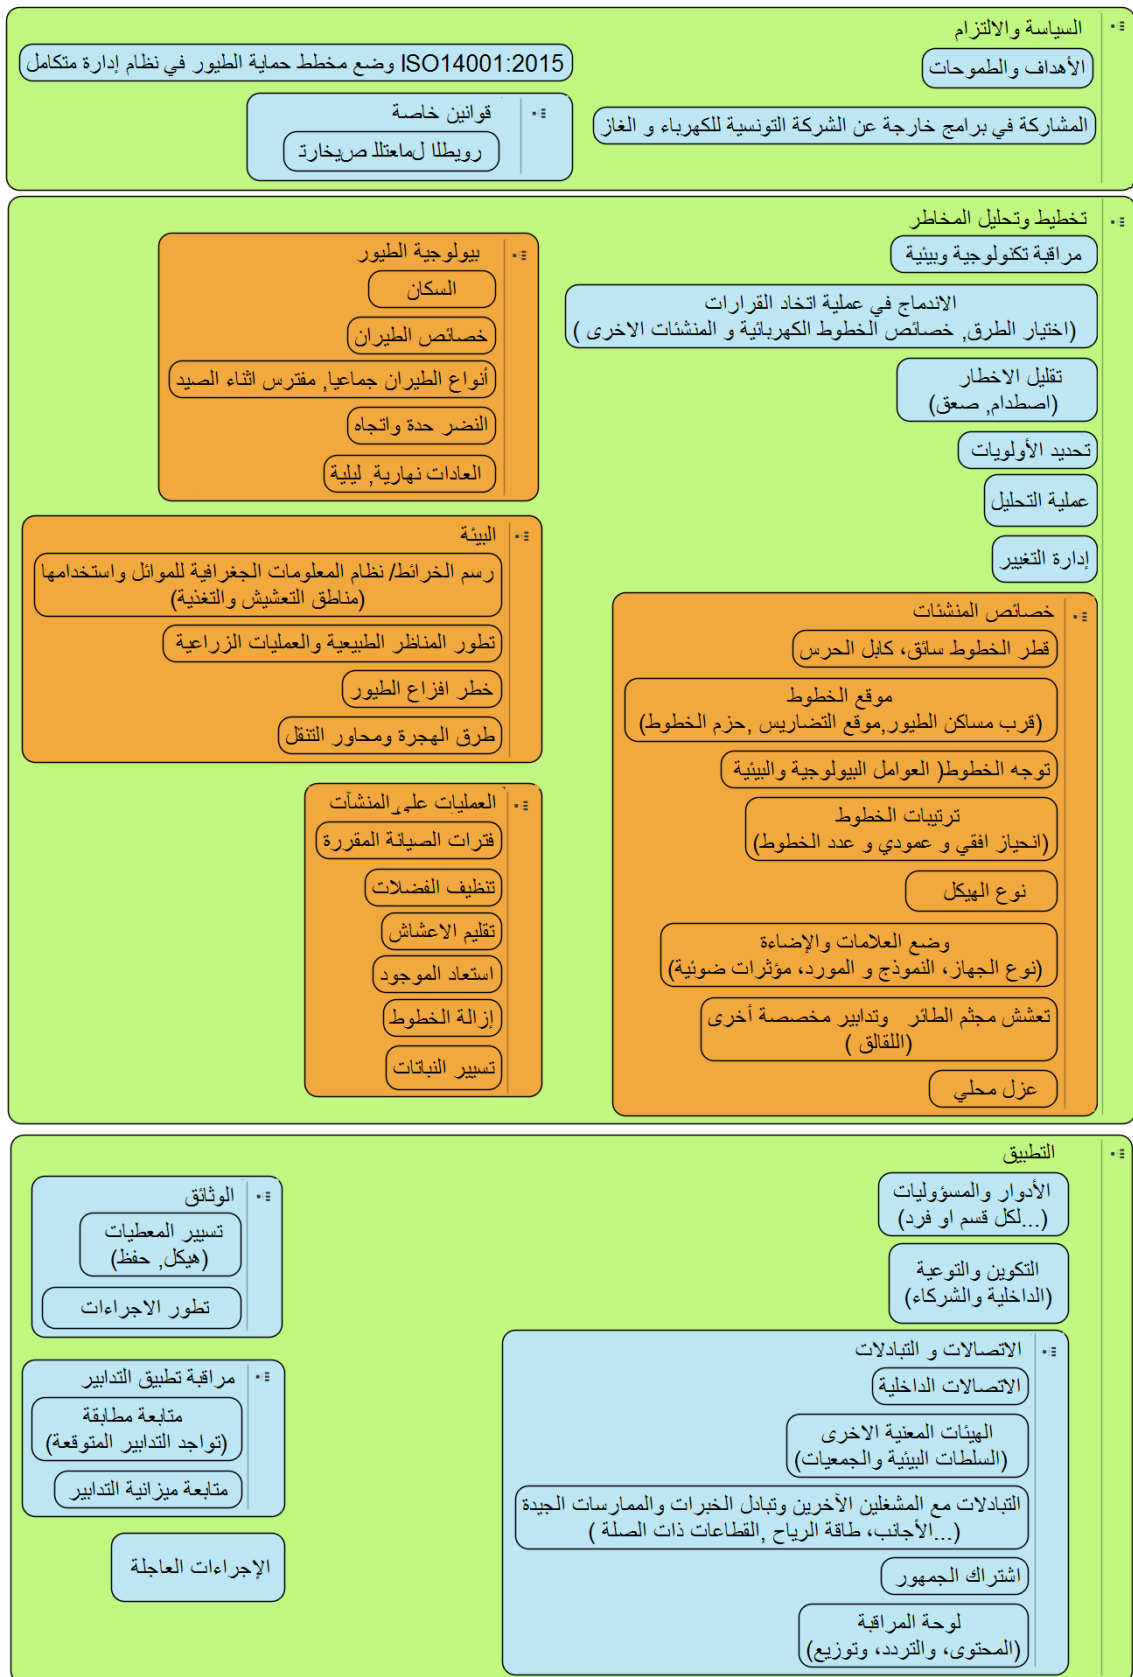 السياسة والالتزام
الأهداف والطموحات
المشاركة في برامج خارجة عن الشركة التونسية للكهرباء و الغاز
ISO14001:2015 وضع مخطط حماية الطيور في نظام إدارة متكامل
قوانين خاصة
رويطلا لماعتلل صيخارت
تخطيط وتحليل المخاطر
مراقبة تكنولوجية وبيئية
الاندماج في عملية اتخاد القرارات
(اختيار الطرق, خصائص الخطوط الكهربائية و المنشئات الاخرى )
تقليل الاخطار
(اصطدام, صعق)
تحديد الأولويات
عملية التحليل
إدارة التغيير
خصائص المنشئات
قطر الخطوط سائق، كابل الحرس
موقع الخطوط
(قرب مساكن الطيور,موقع التضاريس ,حزم الخطوط)
توجه الخطوط( العوامل البيولوجية والبيئية
ترتيبات الخطوط
(انحياز افقي و عمودي و عدد الخطوط)
نوع الهيكل
وضع العلامات والإضاءة
(نوع الجهاز، النموذج و المورد، مؤثرات ضوئية)
تعشش مجثم الطائر وتدابير مخصصة أخرى
(اللقالق )
عزل محلي
بيولوجية الطيور
السكان
خصائص الطيران
أنواع الطيران جماعيا, مفترس اثناء الصيد
النضر حدة واتجاه
العادات نهارية, ليلية
البيئة
رسم الخرائط/ نظام المعلومات الجغرافية للموائل واستخدامها
(مناطق التعشيش والتغذية)
تطور المناظر الطبيعية والعمليات الزراعية
خطر افزاع الطيور
طرق الهجرة ومحاور التنقل
العمليات على المنشآت
فترات الصيانة المقررة
تنظيف الفضلات
تقليم الاعشاش
استعاد الموجود
إزالة الخطوط
تسيير النباتات
التطبيق
الأدوار والمسؤوليات
(...لكل قسم او فرد)
التكوين والتوعية
(الداخلية والشركاء)
الاتصالات و التبادلات
الاتصالات الداخلية
الهيئات المعنية الاخرى
(السلطات البيئية والجمعيات)
التبادلات مع المشغلين الآخرين وتبادل الخبرات والممارسات الجيدة
(...الأجانب، طاقة الرياح ,القطاعات ذات الصلة )
اشتراك الجمهور
لوحة المراقبة
(المحتوى، والتردد، وتوزيع)
الوثائق
تسيير المعطيات
(هيكل, حفظ)
تطور الاجراءات
مراقبة تطبيق التدابير
متابعة مطابقة
(تواجد التدابير المتوقعة)
متابعة ميزانية التدابير
الإجراءات العاجلة